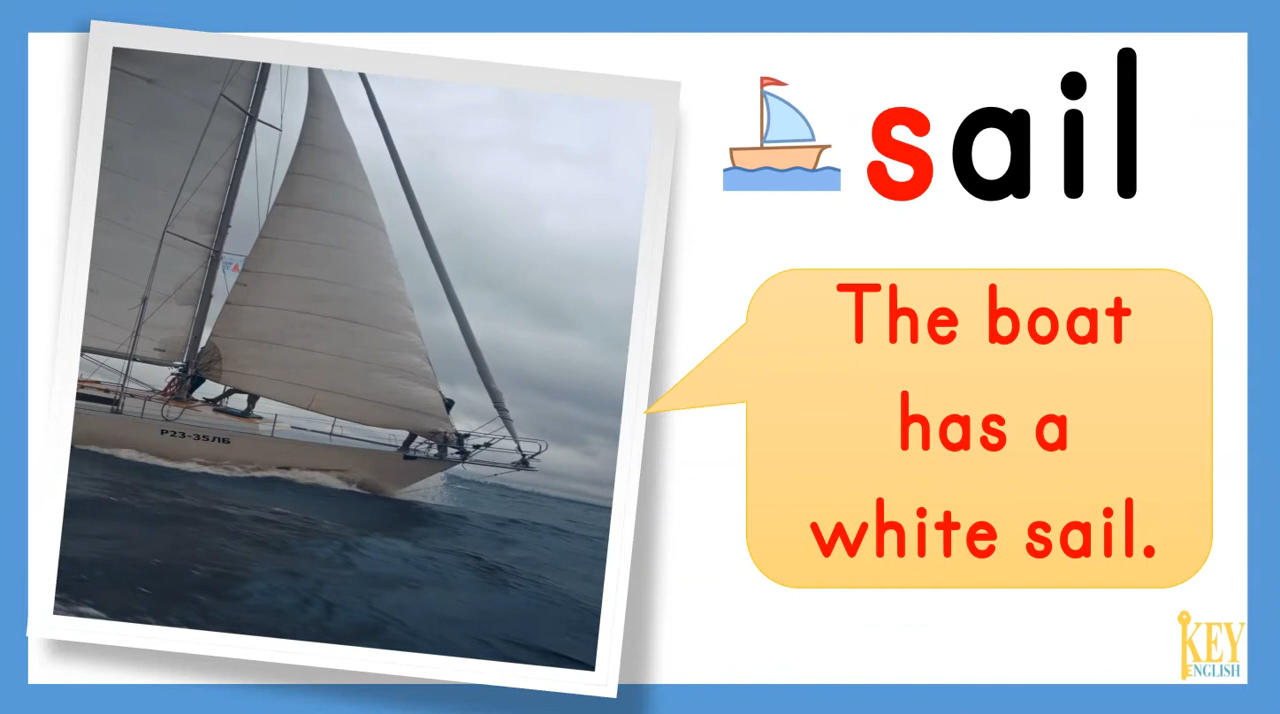 sail
The boat
has a
white sail.
P23-35ЛБ
KEY
ENGLISH